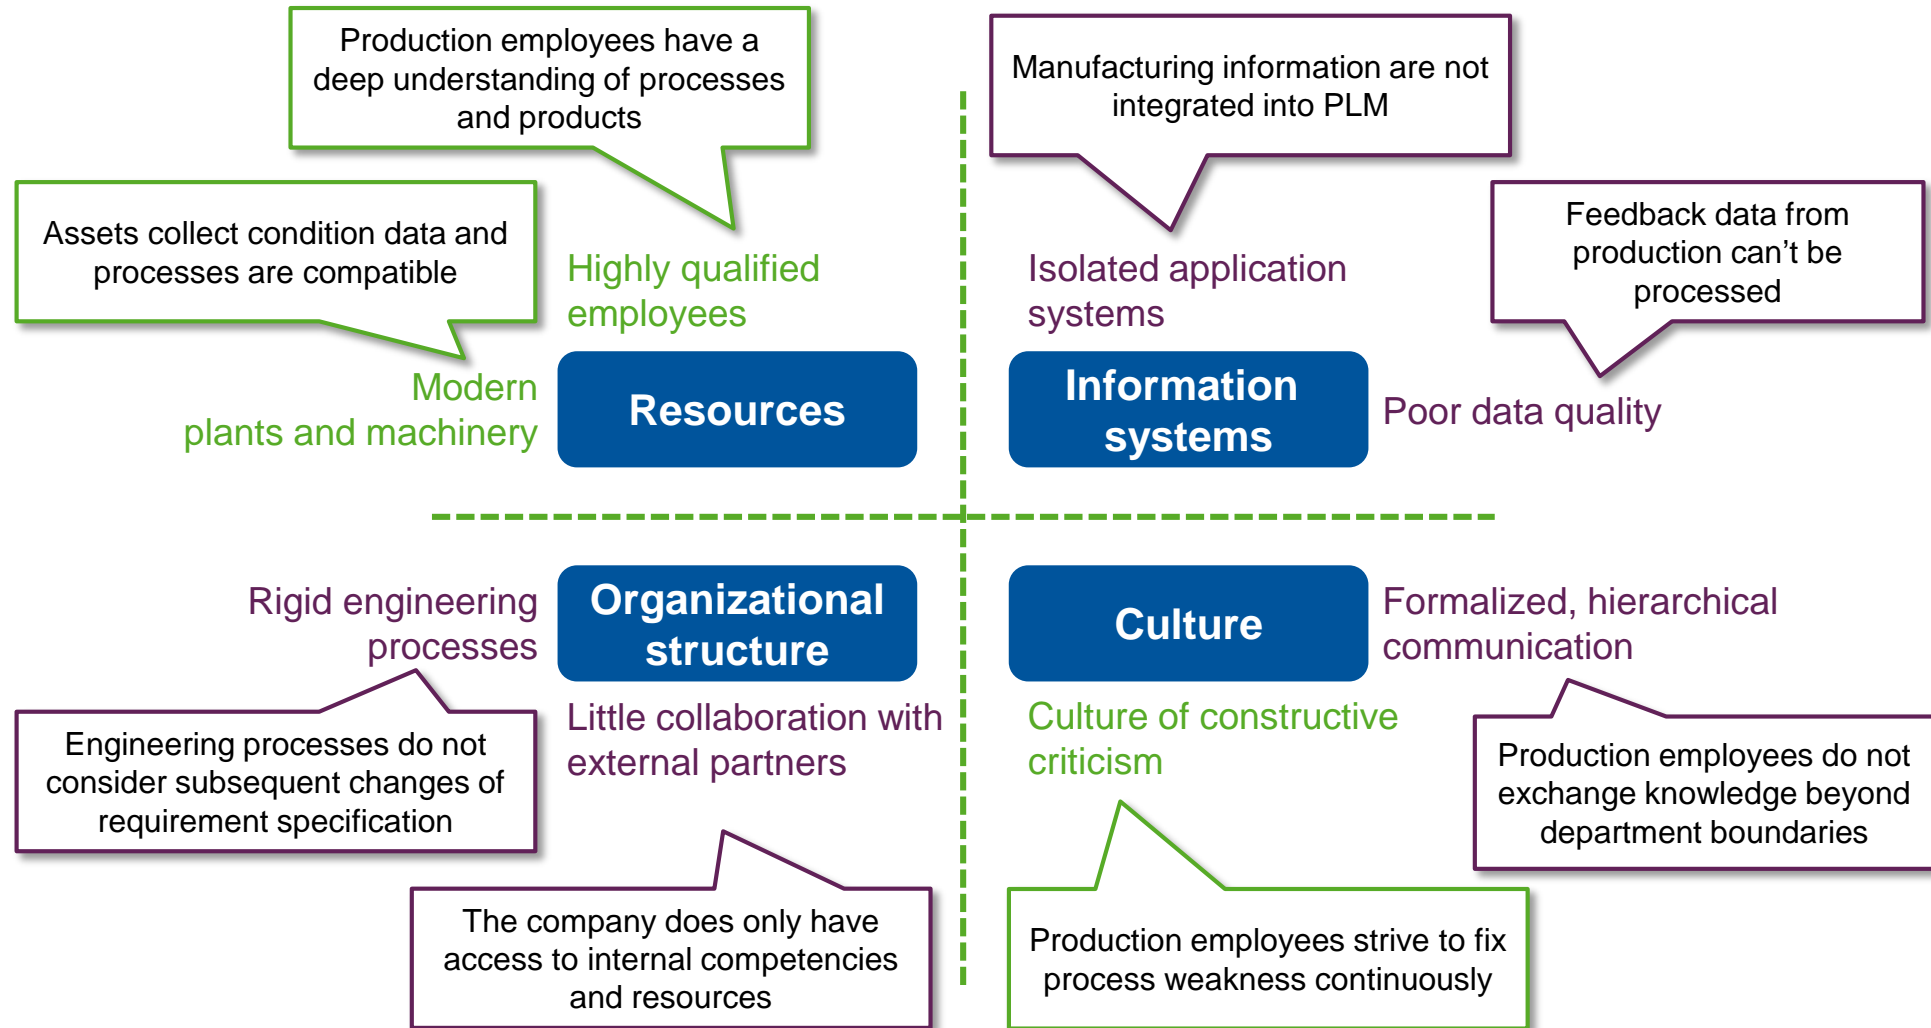 Production employees have a
deep understanding of processes
and products
Assets collect condition data and
processes are compatible
Highly qualified
employees
Modern
plants and machinery
Resources
Manufacturing information are not
integrated into PLM
Feedback data from
production can’t be
processed
Isolated application
systems
Information
systems
Poor data quality
Rigid engineering
processes
Organizational
structure
Engineering processes do not
consider subsequent changes of
requirement specification
Little collaboration with
external partners
The company does only have
access to internal competencies
and resources
Culture
Formalized, hierarchical
communication
Culture of constructive
criticism
Production employees do not
exchange knowledge beyond
department boundaries
Production employees strive to fix
process weakness continuously